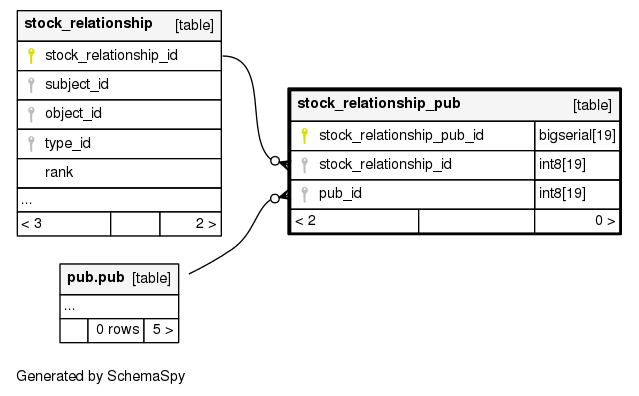 stock_relationship [table]
stock_relationship_id
subject_id
object_id
type_id
rank
...
< 3 2 >
stock_relationship_pub [table]
stock_relationship_pub_id bigserial[19]
stock_relationship_id int8[19]
pub_id int8[19]
< 2 0 >
pub.pub [table]
...
0 rows 5 >
Generated by SchemaSpy